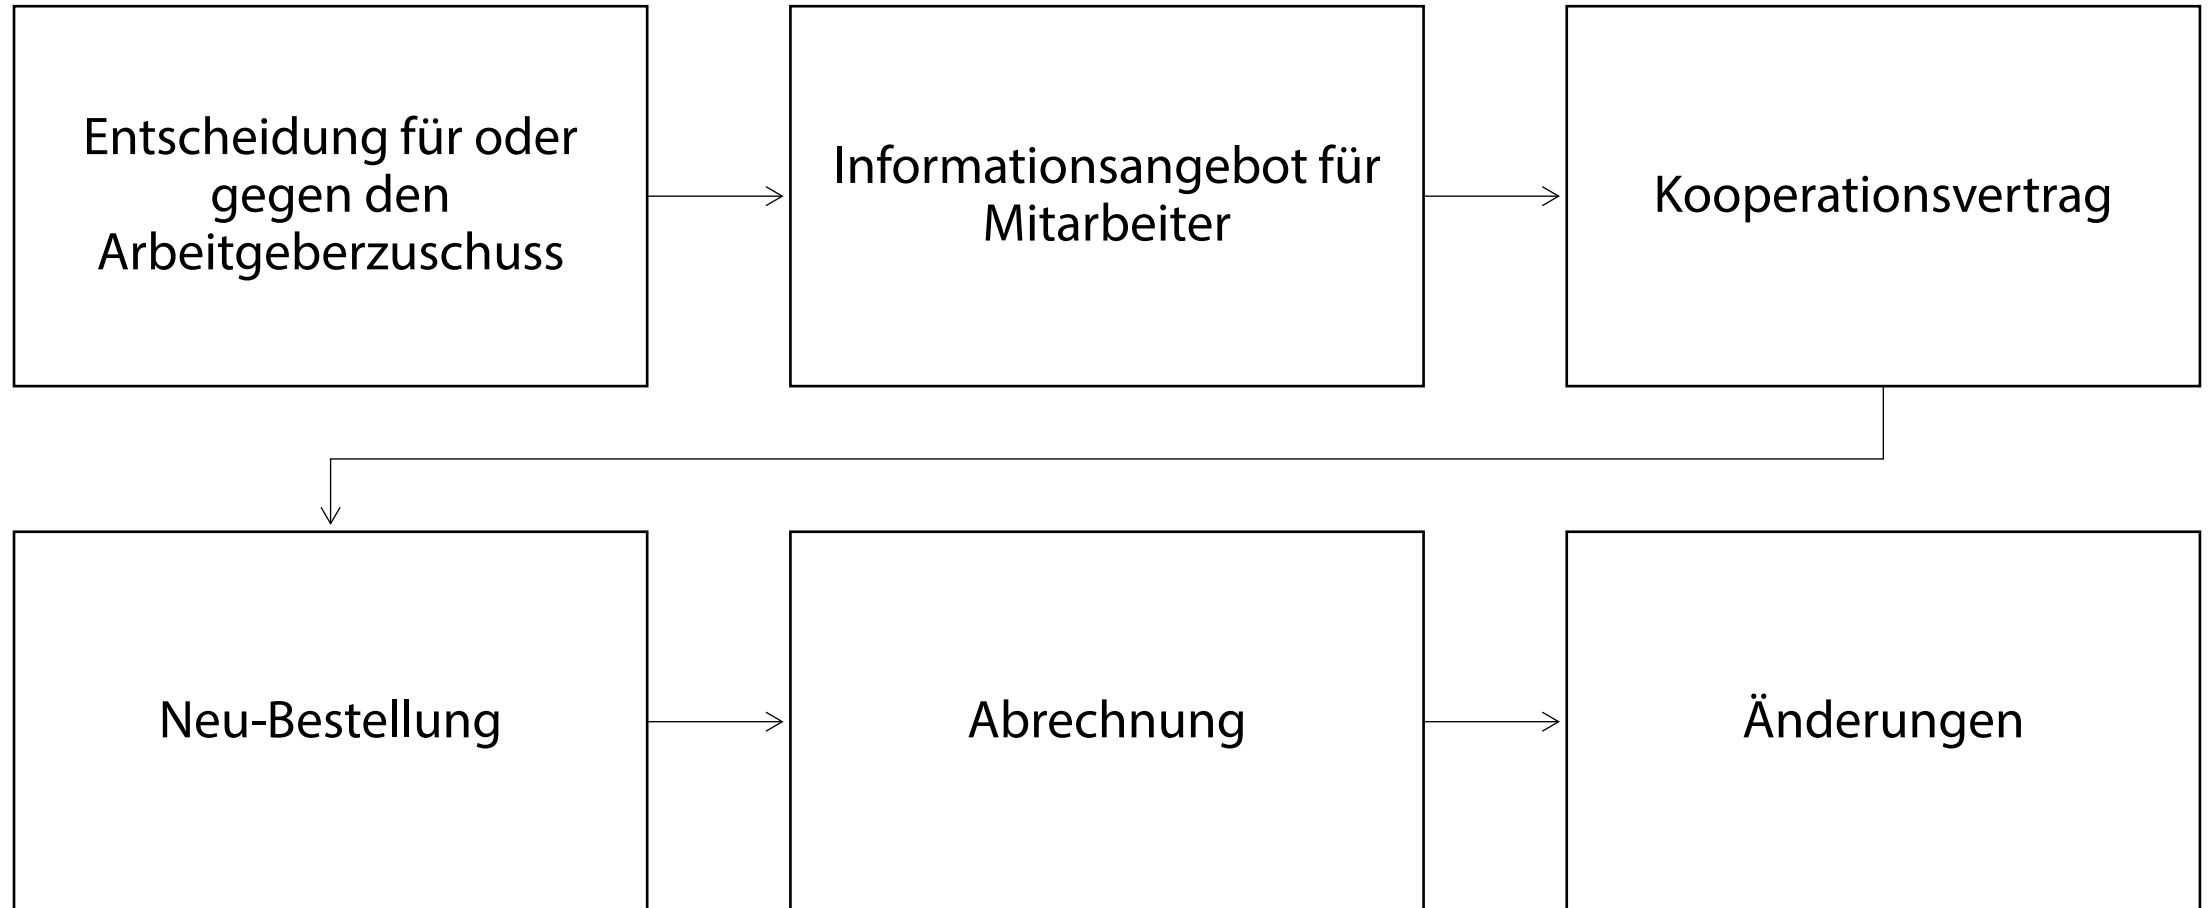 Entscheidung für oder
gegen den
Arbeitgeberzuschuss
Informationsangebot für
Mitarbeiter
Kooperationsvertrag
Neu-Bestellung
Abrechnung
Änderungen